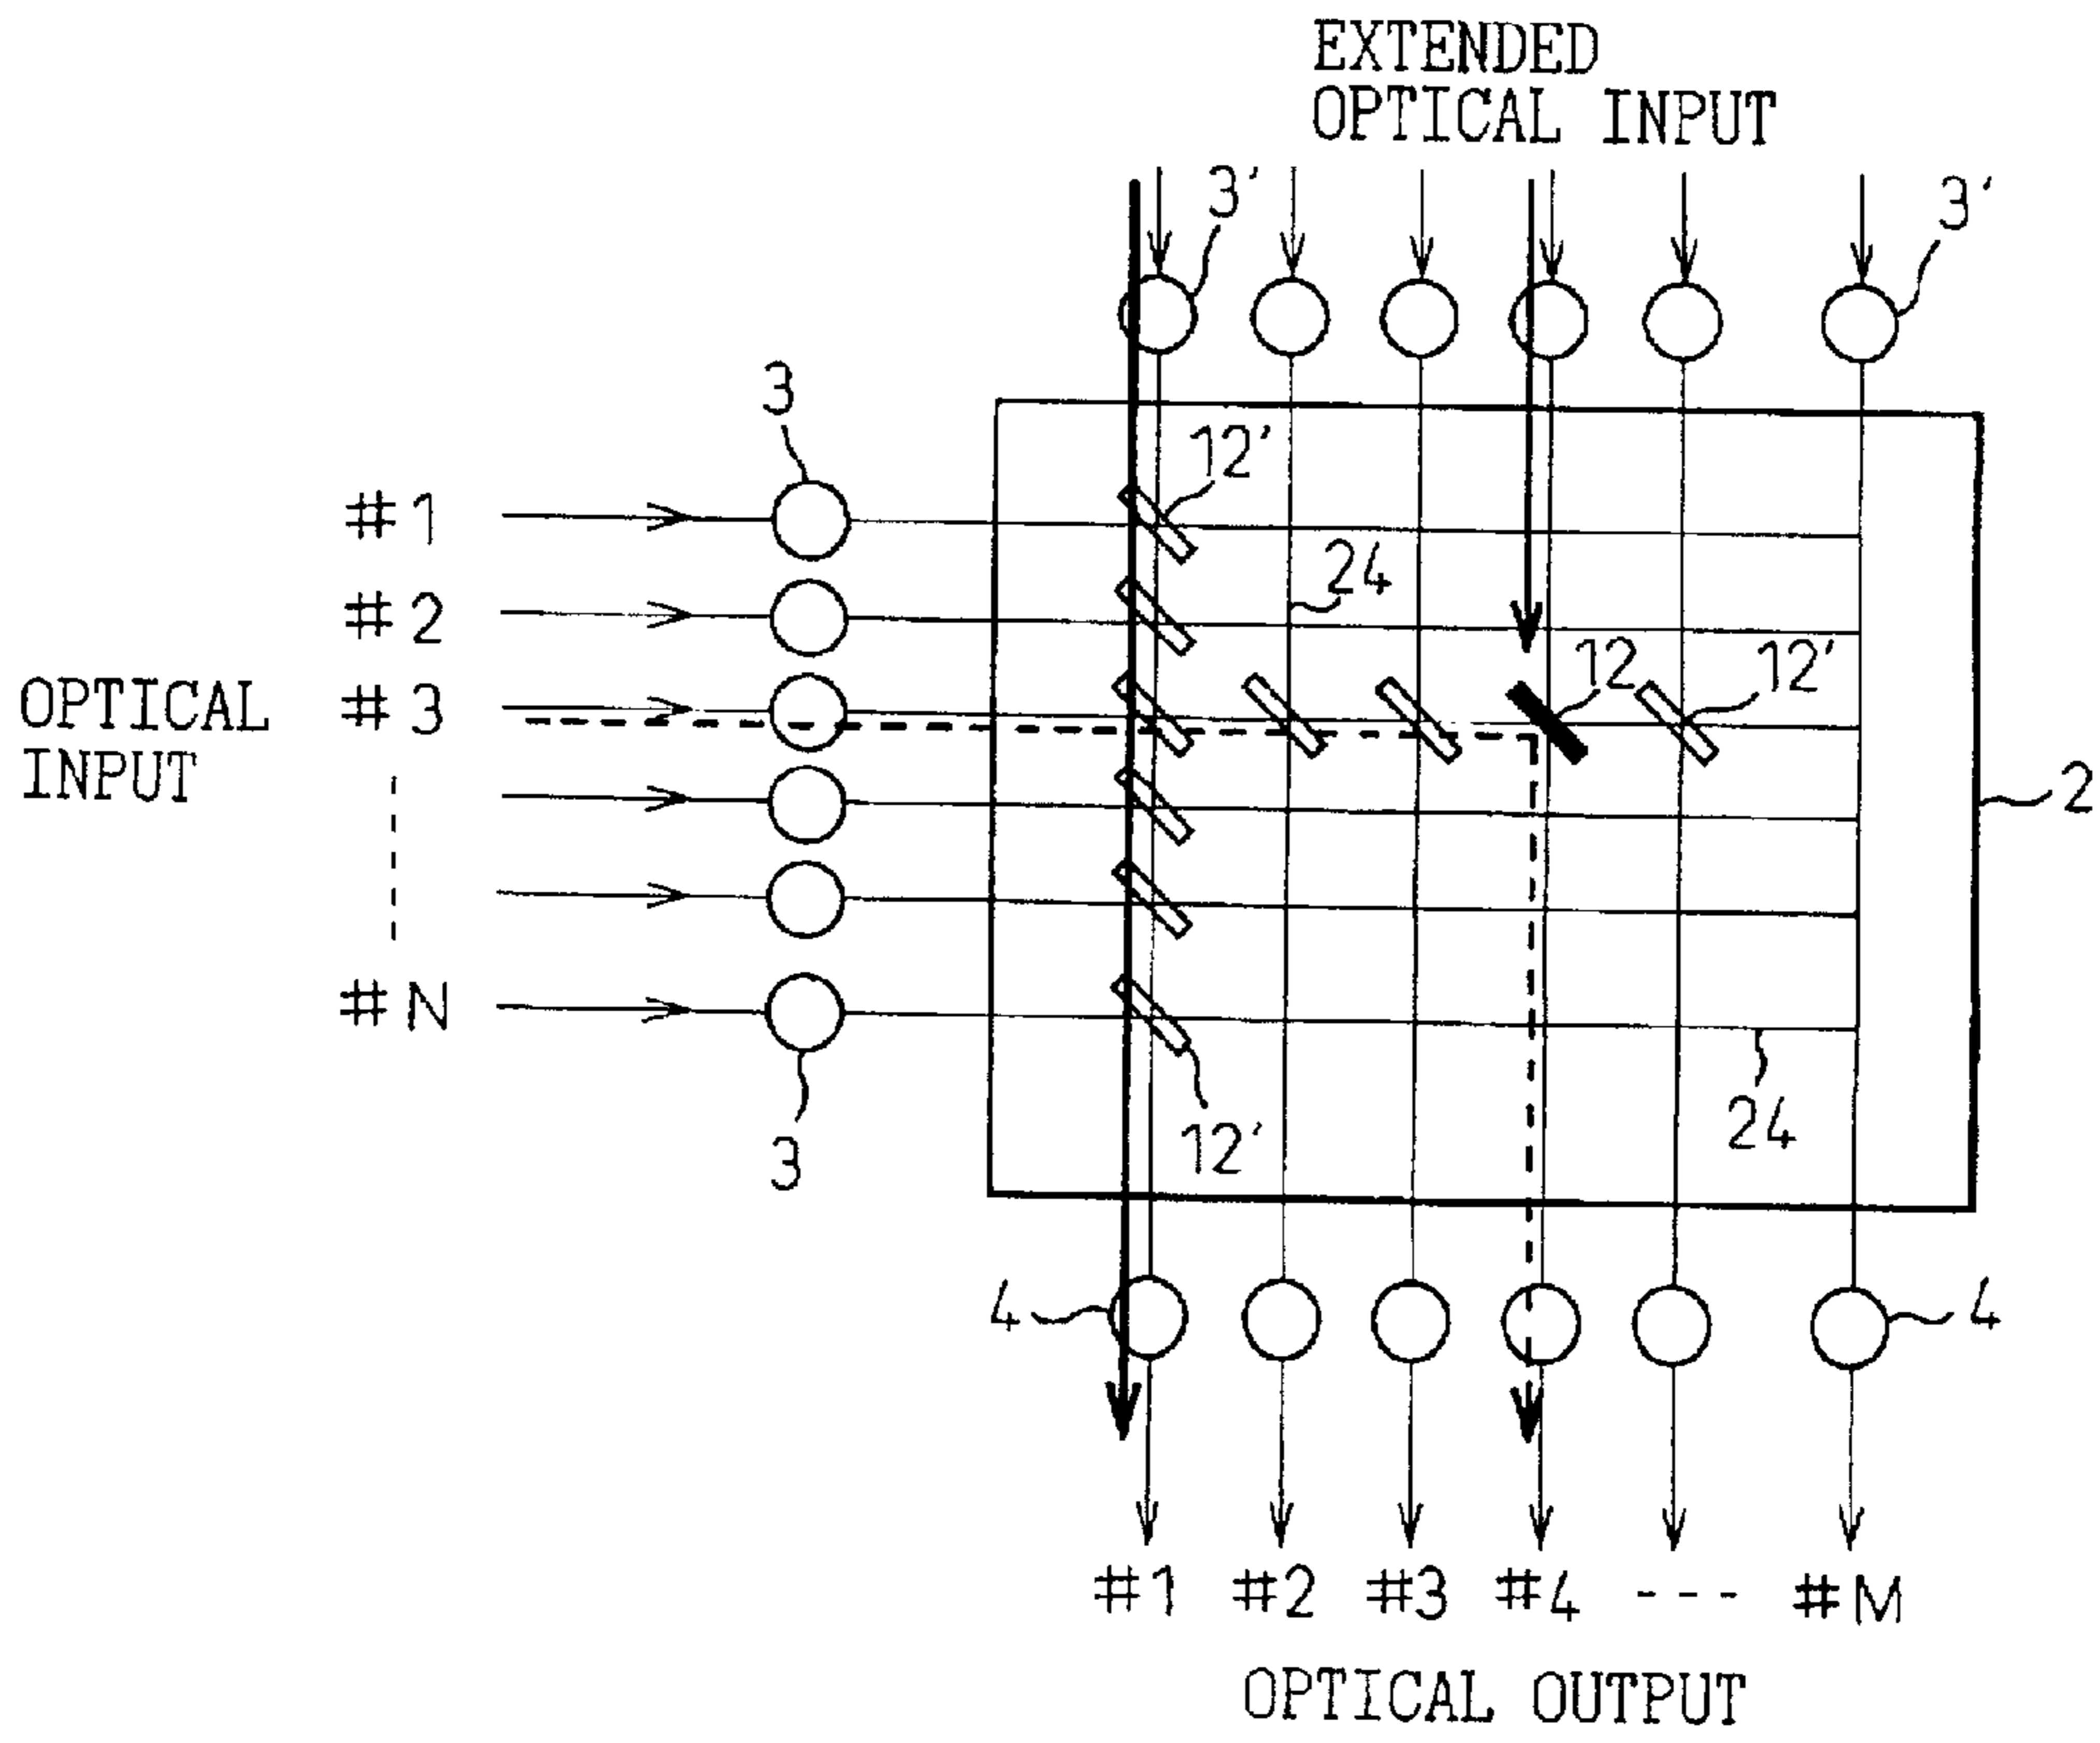 EXTENDED
OPTICAL INPUT
3'
3'
3
12'
#1
24
#2
12
12'
OPTICAL
INPUT
#3
2
#N
24
12'
3
4
4
#1 #2 #3 #4 --- #M
OPTICAL OUTPUT